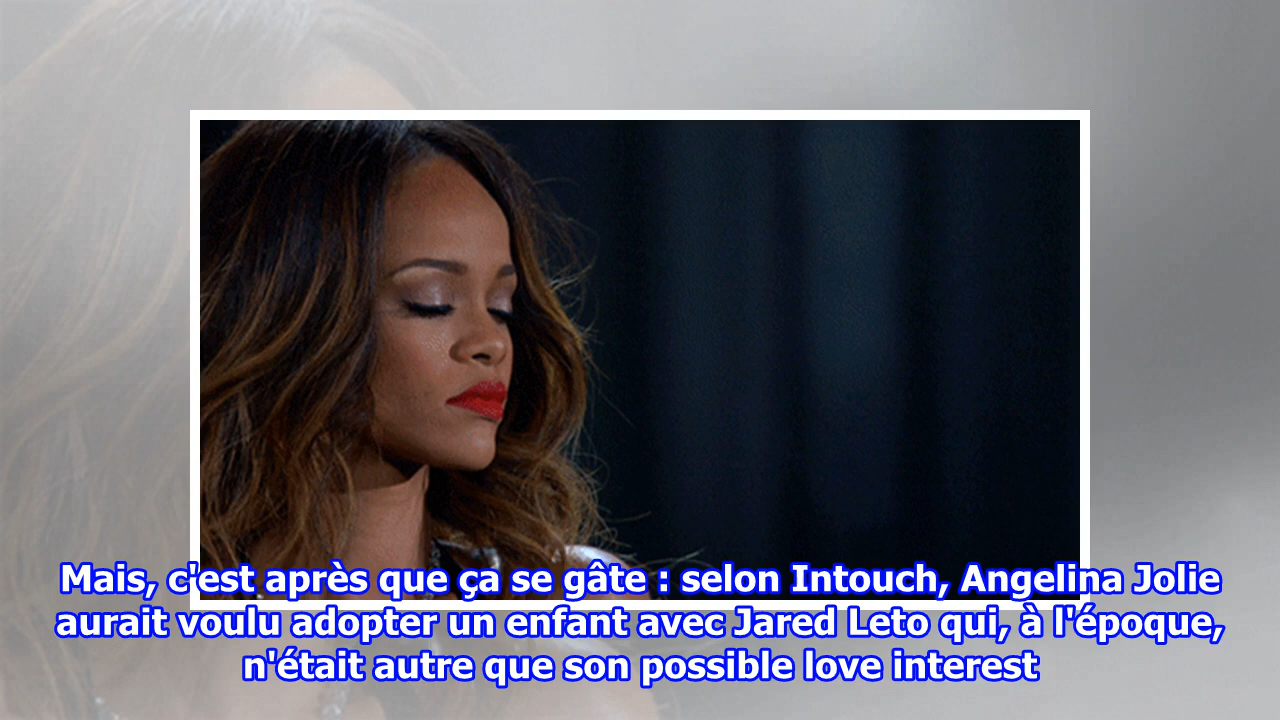 Mais, c'est après que ça se gâte : selon Intouch, Angelina Jolie
aurait voulu adopter un enfant avec Jared Leto qui, à l'époque,
n'était autre que son possible love interest